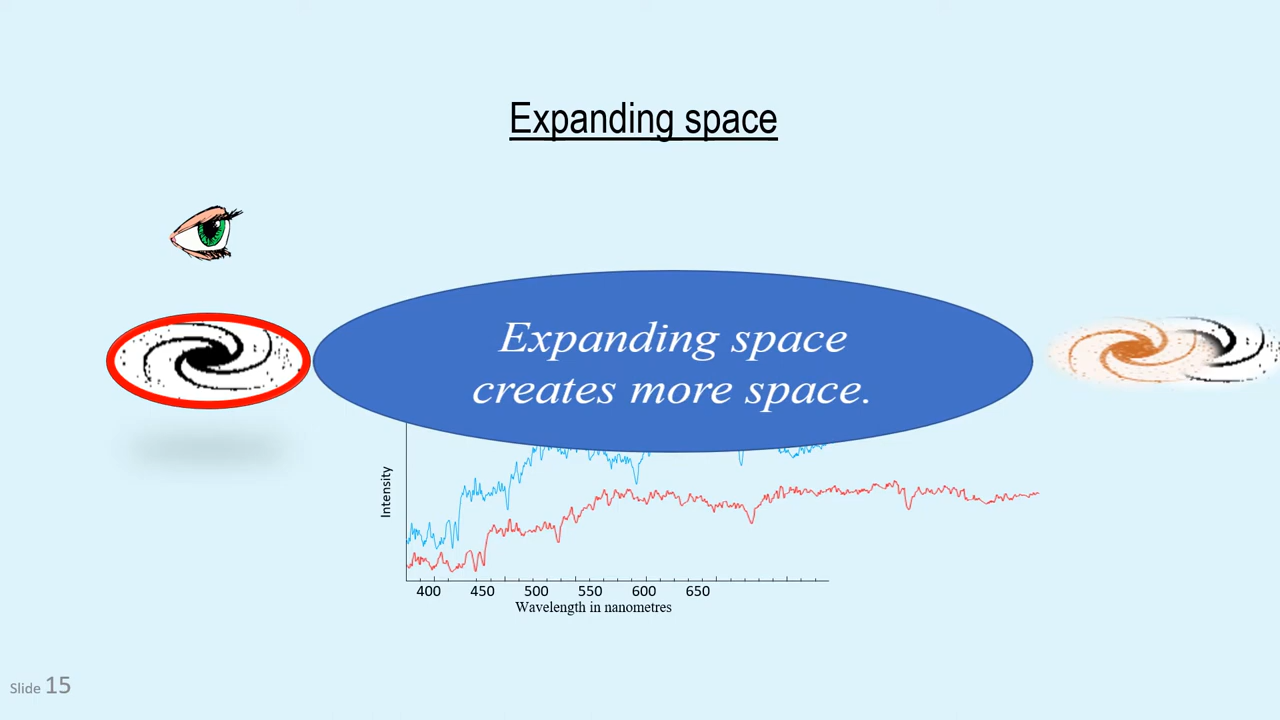 Expanding space
Expanding space
creates more space.
Intensity
400 450 500 550 600 650
Wavelength in nanometres
Slide 15